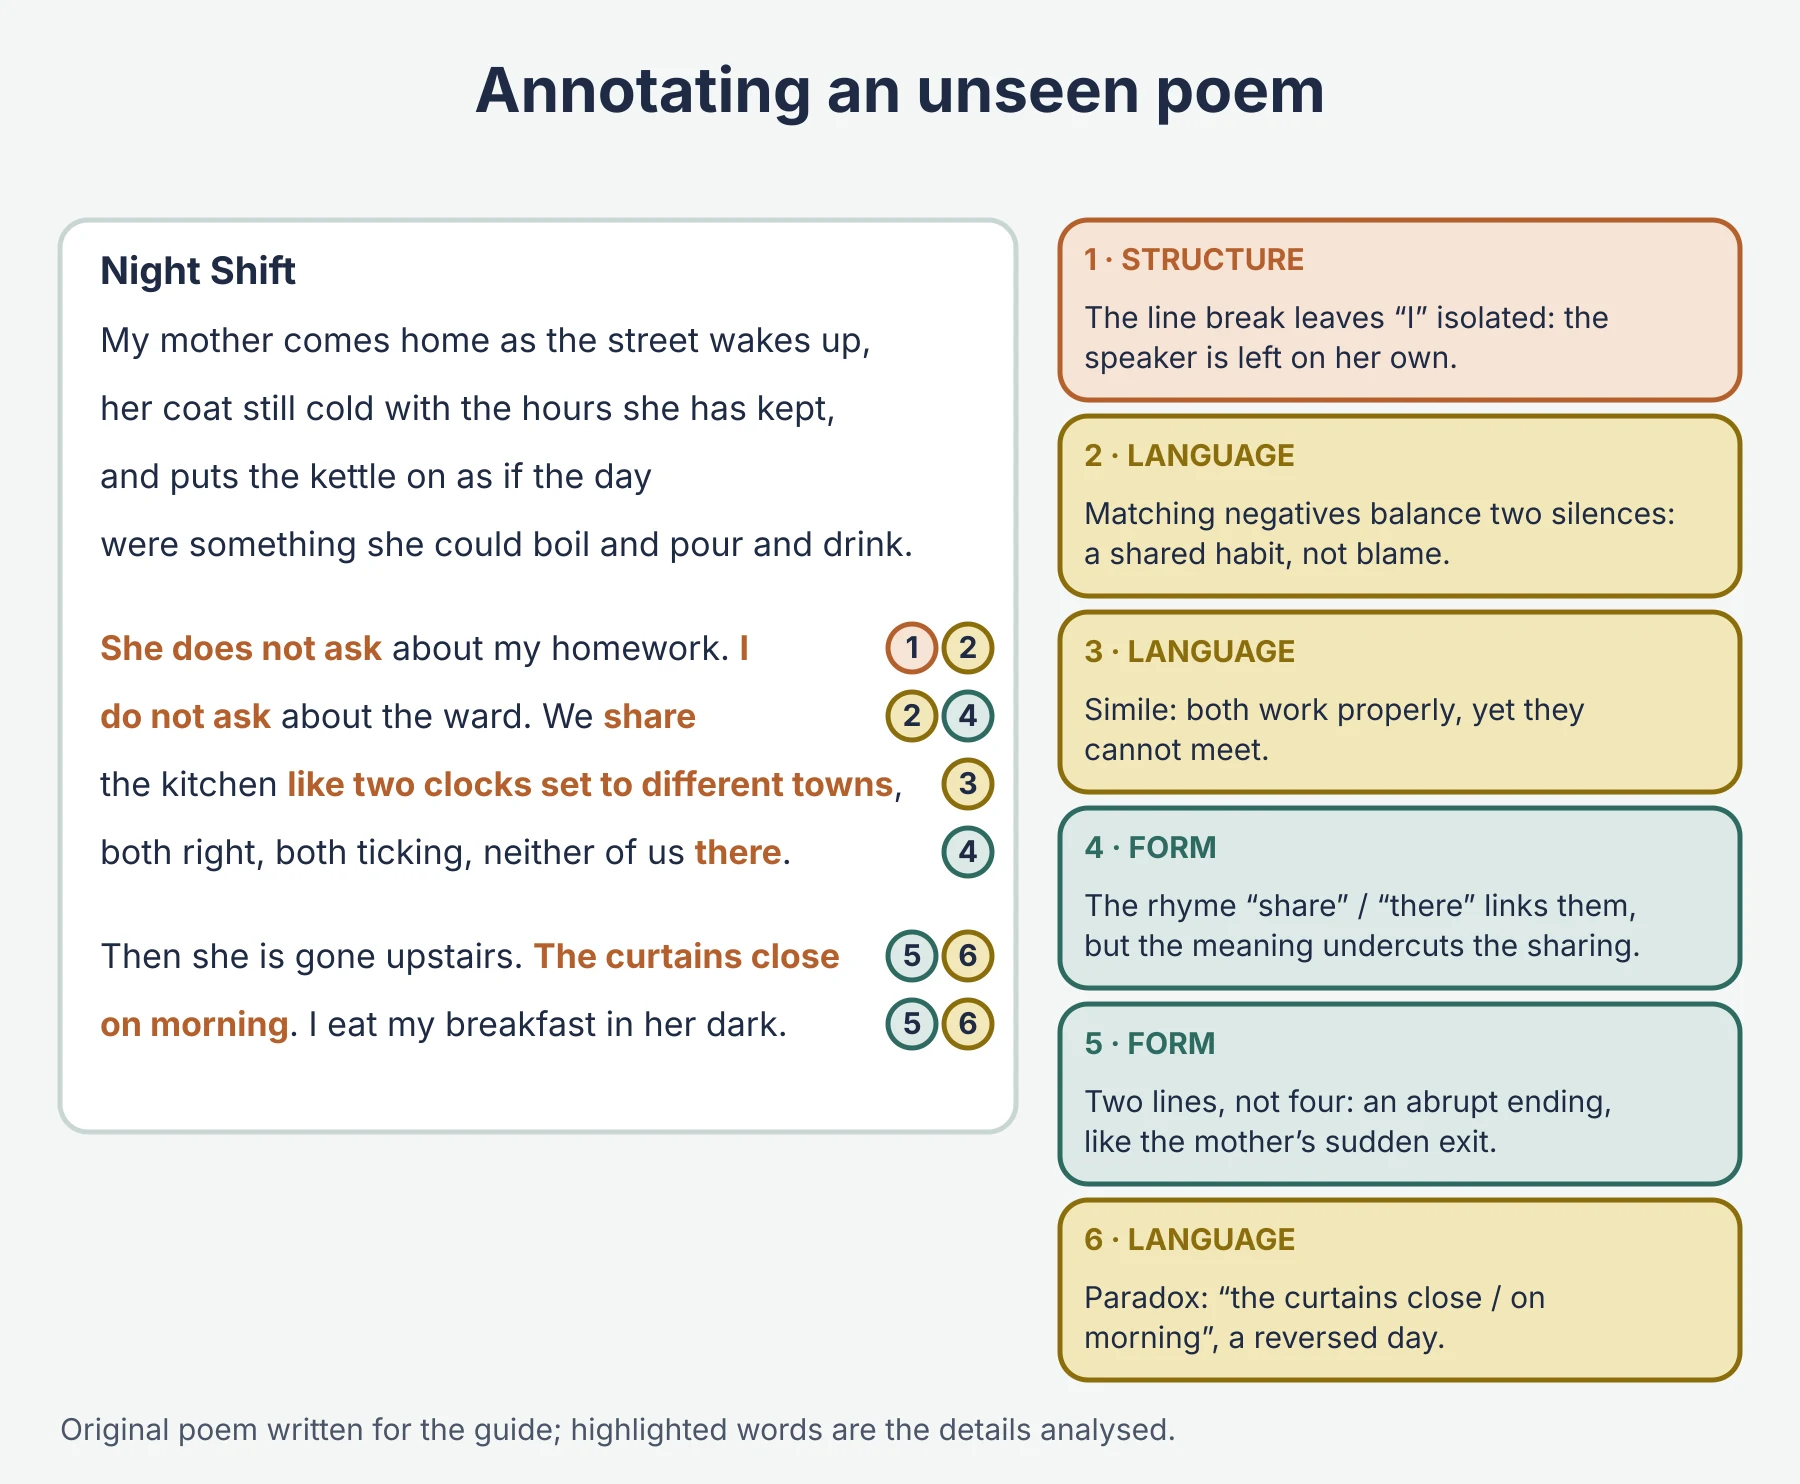 Annotating an unseen poem
Night Shift
My mother comes home as the street wakes up,
her coat still cold with the hours she has kept,
and puts the kettle on as if the day
were something she could boil and pour and drink.
She does not ask about my homework. I 1 2
do not ask about the ward. We share 2 4
the kitchen like two clocks set to different towns, 3
both right, both ticking, neither of us there. 4
Then she is gone upstairs. The curtains close 5 6
on morning. I eat my breakfast in her dark. 5 6
1 · STRUCTURE
The line break leaves “I” isolated: the
speaker is left on her own.
2 · LANGUAGE
Matching negatives balance two silences:
a shared habit, not blame.
3 · LANGUAGE
Simile: both work properly, yet they
cannot meet.
4 · FORM
The rhyme “share” / “there” links them,
but the meaning undercuts the sharing.
5 · FORM
Two lines, not four: an abrupt ending,
like the mother’s sudden exit.
6 · LANGUAGE
Paradox: “the curtains close / on
morning”, a reversed day.
Original poem written for the guide; highlighted words are the details analysed.